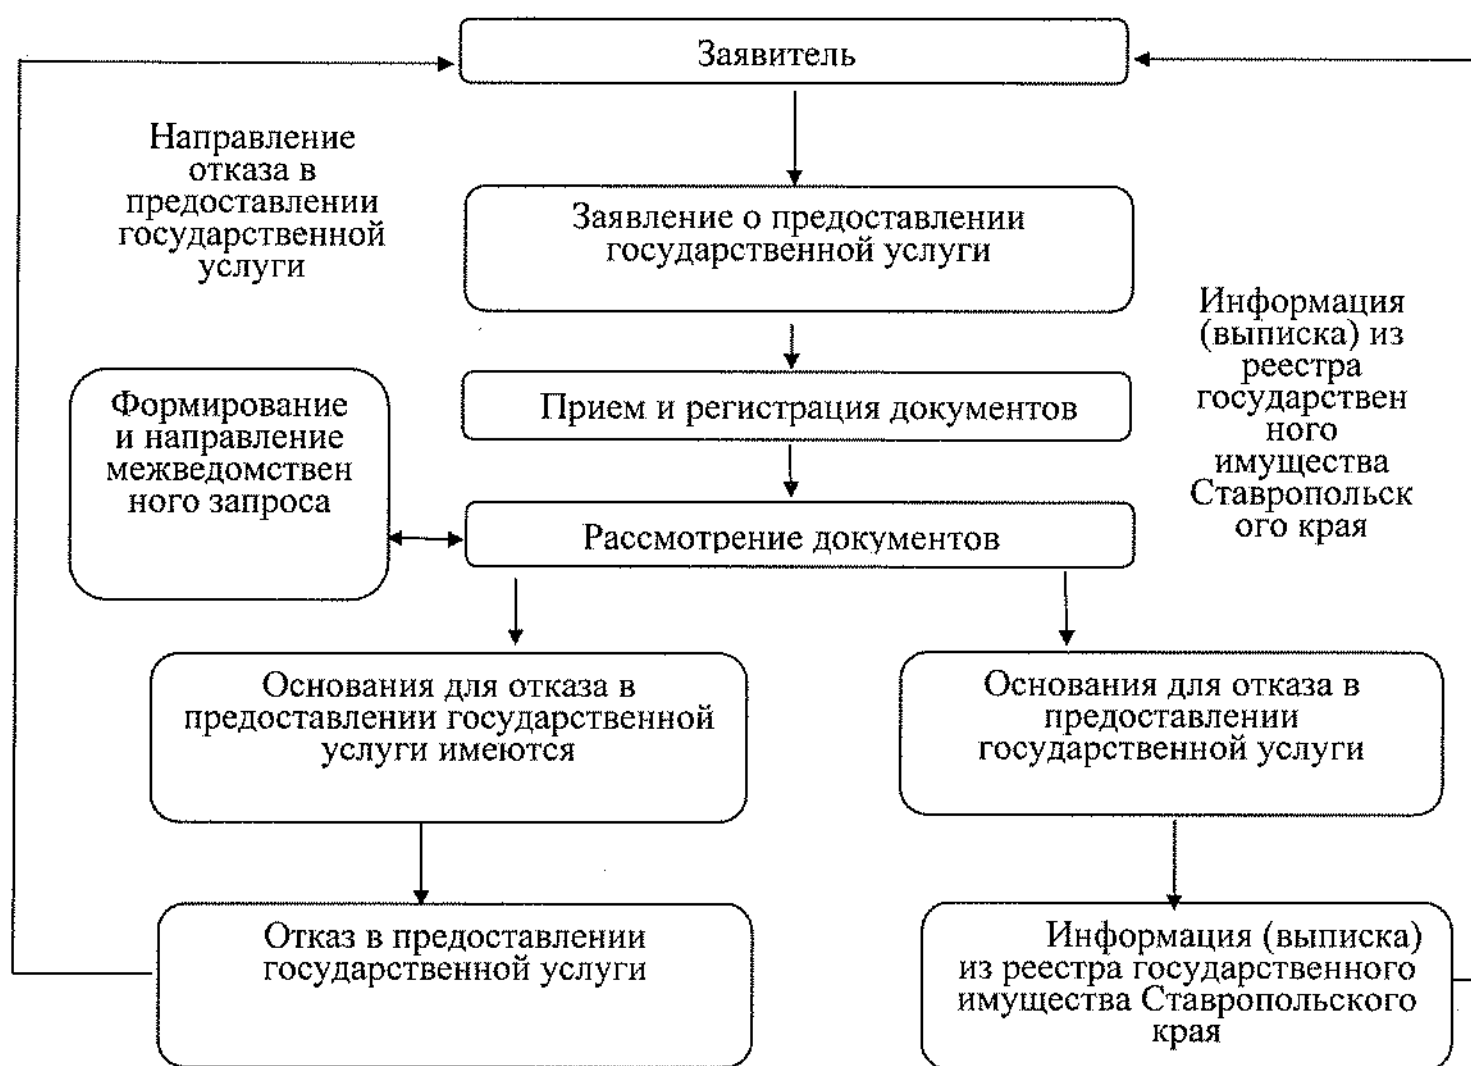 Заявитель
Направление
отказа в
предоставлении
государственной
услуги
Заявление о предоставлении
государственной услуги
Информация
(выписка) из
реестра
государствен
ного
имущества
Ставропольск
ого края
Формирование
и направление
межведомствен
ного запроса
Прием и регистрация документов
Рассмотрение документов
Основания для отказа в
предоставлении государственной
услуги имеются
Основания для отказа в
предоставлении
государственной услуги
Отказ в предоставлении
государственной услуги
Информация (выписка)
из реестра государственного
имущества Ставропольского
края